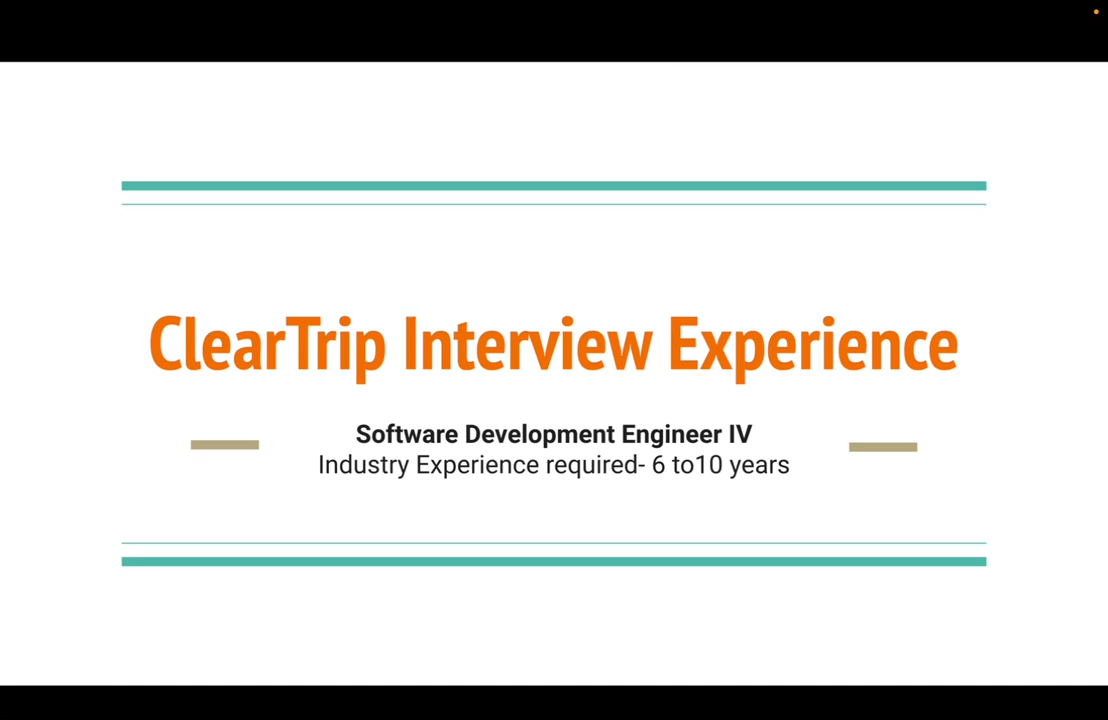 ClearTrip Interview Experience
Software Development Engineer IV
Industry Experience required- 6 to10 years